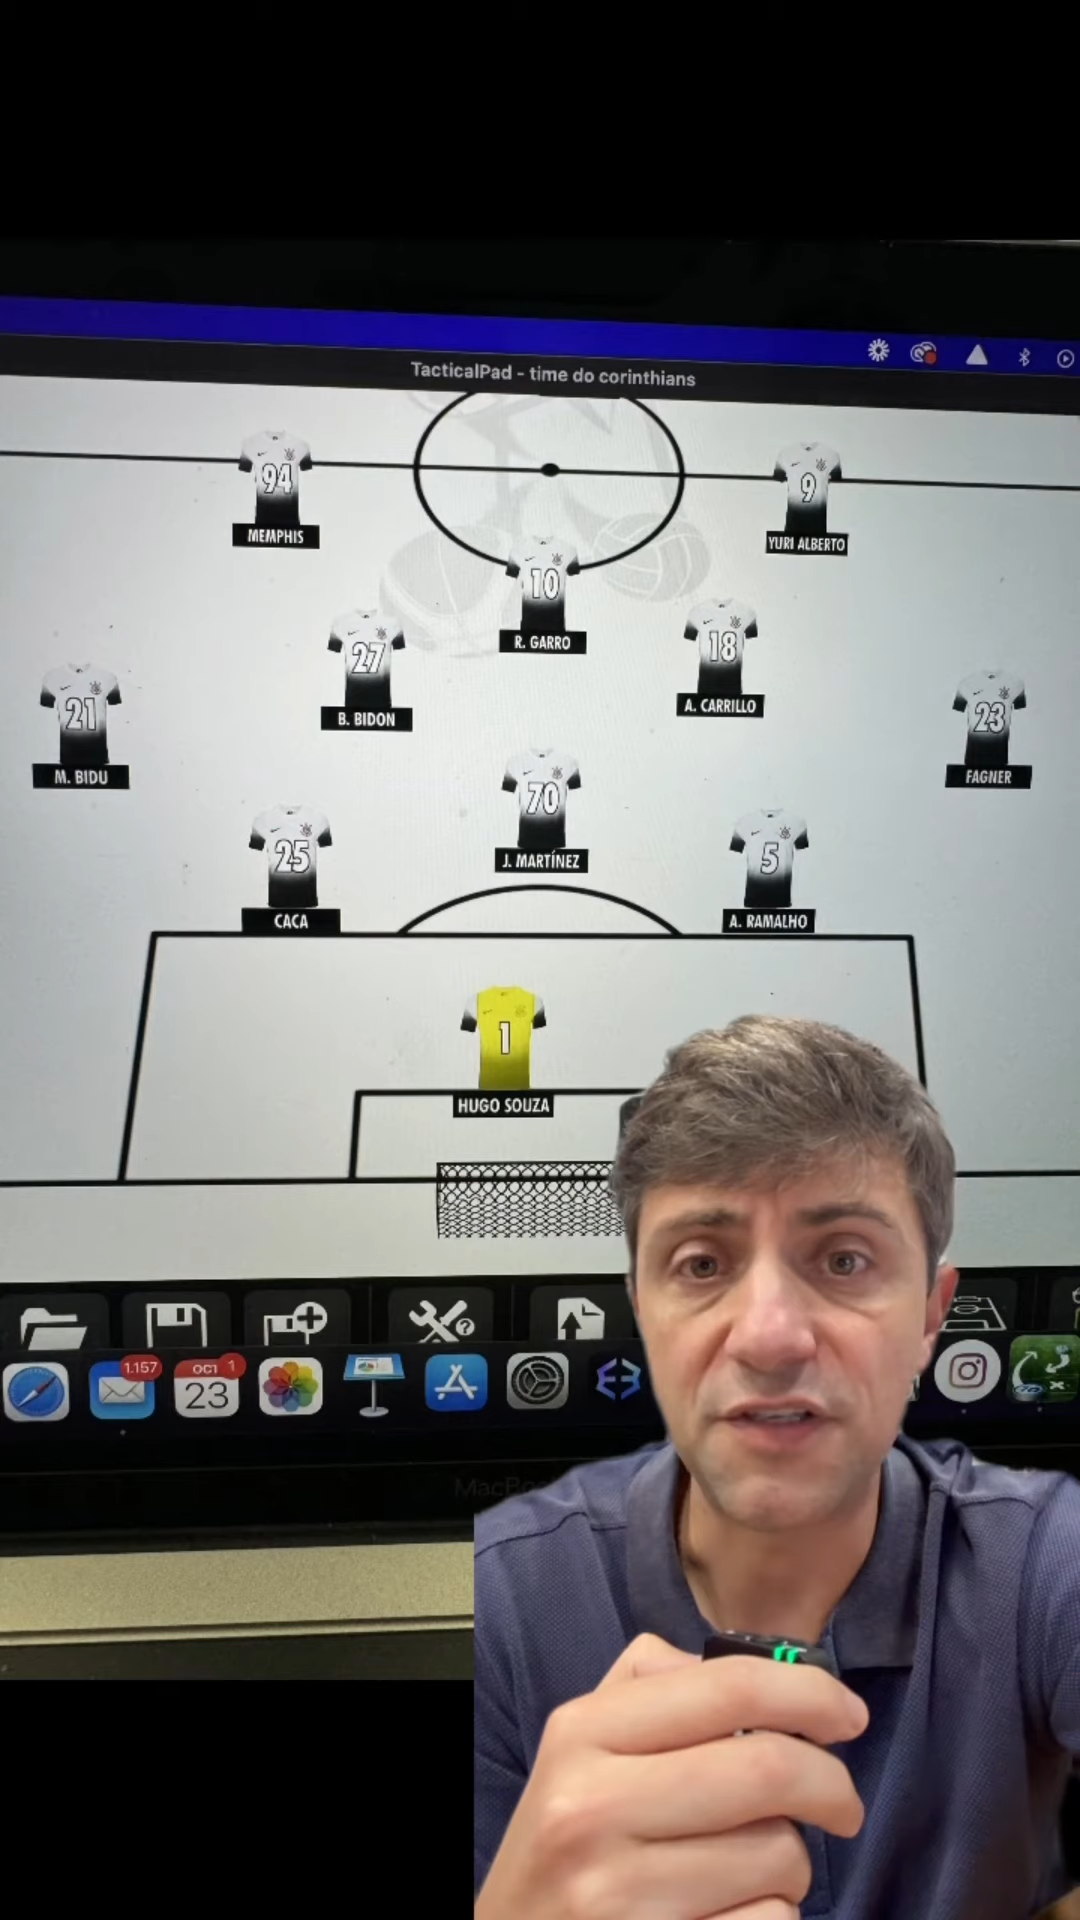 TacticalPad - time do corinthians
94
MEMPHIS
9
YURI ALBERTO
10
R. GARRO
27
B. BIDON
18
A. CARRILLO
21
M. BIDU
23
FAGNER
70
J. MARTÍNEZ
25
CACA
5
A. RAMALHO
1
HUGO SOUZA
1.157
OCT 1
23
MacBo